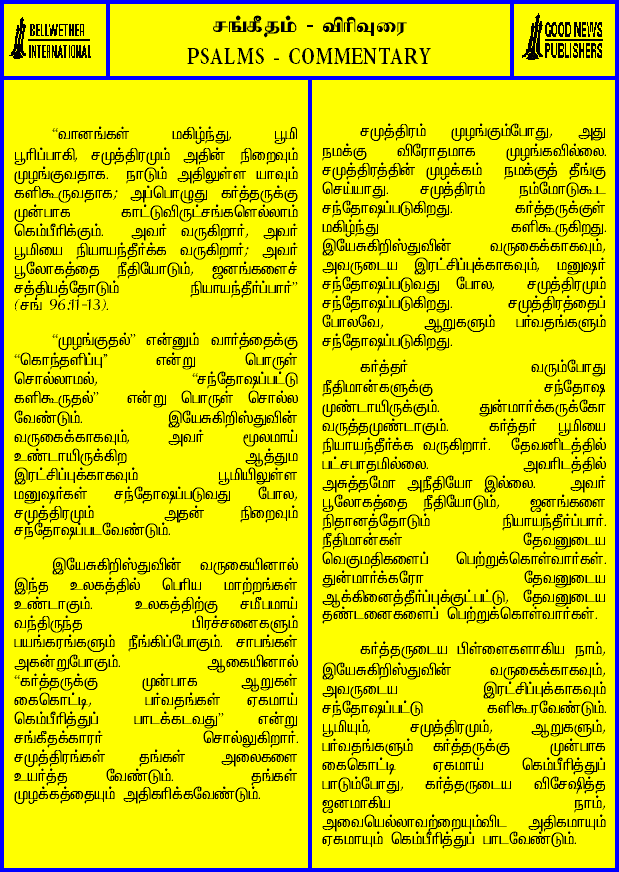 BELLWETHER
INTERNATIONAL
சங்கீதம் - விரிவுரை
PSALMS - COMMENTARY
GOOD NEWS
PUBLISHERS
“வானங்கள் மகிழ்ந்து, பூமி
பூரிப்பாகி, சமுத்திரமும் அதின் நிறைவும்
முழங்குவதாக. நாடும் அதிலுள்ள யாவும்
களிகூருவதாக; அப்பொழுது கர்த்தருக்கு
முன்பாக காட்டுவிருட்சங்களெல்லாம்
கெம்பீரிக்கும். அவர் வருகிறார், அவர்
பூமியை நியாயந்தீர்க்க வருகிறார்; அவர்
பூலோகத்தை நீதியோடும், ஜனங்களைச்
சத்தியத்தோடும் நியாயந்தீர்ப்பார்”
(சங் 96:11-13).
“முழங்குதல்” என்னும் வார்த்தைக்கு
“கொந்தளிப்பு” என்று பொருள்
சொல்லாமல், “சந்தோஷப்பட்டு
களிகூருதல்” என்று பொருள் சொல்ல
வேண்டும். இயேசுகிறிஸ்துவின்
வருகைக்காகவும், அவர் மூலமாய்
உண்டாயிருக்கிற ஆத்தும
இரட்சிப்புக்காகவும் பூமியிலுள்ள
மனுஷர்கள் சந்தோஷப்படுவது போல,
சமுத்திரமும் அதன் நிறைவும்
சந்தோஷப்படவேண்டும்.
இயேசுகிறிஸ்துவின் வருகையினால்
இந்த உலகத்தில் பெரிய மாற்றங்கள்
உண்டாகும். உலகத்திற்கு சமீபமாய்
வந்திருந்த பிரச்சனைகளும்
பயங்கரங்களும் நீங்கிப்போகும். சாபங்கள்
அகன்றுபோகும். ஆகையினால்
“கர்த்தருக்கு முன்பாக ஆறுகள்
கைகொட்டி, பர்வதங்கள் ஏகமாய்
கெம்பீரித்துப் பாடக்கடவது” என்று
சங்கீதக்காரர் சொல்லுகிறார்.
சமுத்திரங்கள் தங்கள் அலைகளை
உயர்த்த வேண்டும். தங்கள்
முழக்கத்தையும் அதிகரிக்கவேண்டும்.
சமுத்திரம் முழங்கும்போது, அது
நமக்கு விரோதமாக முழங்கவில்லை.
சமுத்திரத்தின் முழக்கம் நமக்குத் தீங்கு
செய்யாது. சமுத்திரம் நம்மோடுகூட
சந்தோஷப்படுகிறது. கர்த்தருக்குள்
மகிழ்ந்து களிகூருகிறது.
இயேசுகிறிஸ்துவின் வருகைக்காகவும்,
அவருடைய இரட்சிப்புக்காகவும், மனுஷர்
சந்தோஷப்படுவது போல, சமுத்திரமும்
சந்தோஷப்படுகிறது. சமுத்திரத்தைப்
போலவே, ஆறுகளும் பர்வதங்களும்
சந்தோஷப்படுகிறது.
கர்த்தர் வரும்போது
நீதிமான்களுக்கு சந்தோஷ
முண்டாயிருக்கும். துன்மார்க்கருக்கோ
வருத்தமுண்டாகும். கர்த்தர் பூமியை
நியாயந்தீர்க்க வருகிறார். தேவனிடத்தில்
பட்சபாதமில்லை. அவரிடத்தில்
அசுத்தமோ அநீதியோ இல்லை. அவர்
பூலோகத்தை நீதியோடும், ஜனங்களை
நிதானத்தோடும் நியாயந்தீர்ப்பார்.
நீதிமான்கள் தேவனுடைய
வெகுமதிகளைப் பெற்றுக்கொள்வார்கள்.
துன்மார்க்கரோ தேவனுடைய
ஆக்கினைத்தீர்ப்புக்குட்பட்டு, தேவனுடைய
தண்டனைகளைப் பெற்றுக்கொள்வார்கள்.
கர்த்தருடைய பிள்ளைகளாகிய நாம்,
இயேசுகிறிஸ்துவின் வருகைக்காகவும்,
அவருடைய இரட்சிப்புக்காகவும்
சந்தோஷப்பட்டு களிகூரவேண்டும்.
பூமியும், சமுத்திரமும், ஆறுகளும்,
பர்வதங்களும் கர்த்தருக்கு முன்பாக
கைகொட்டி ஏகமாய் கெம்பீரித்துப்
பாடும்போது, கர்த்தருடைய விசேஷித்த
ஜனமாகிய நாம்,
அவையெல்லாவற்றையும்விட அதிகமாயும்
ஏகமாயும் கெம்பீரித்துப் பாடவேண்டும்.